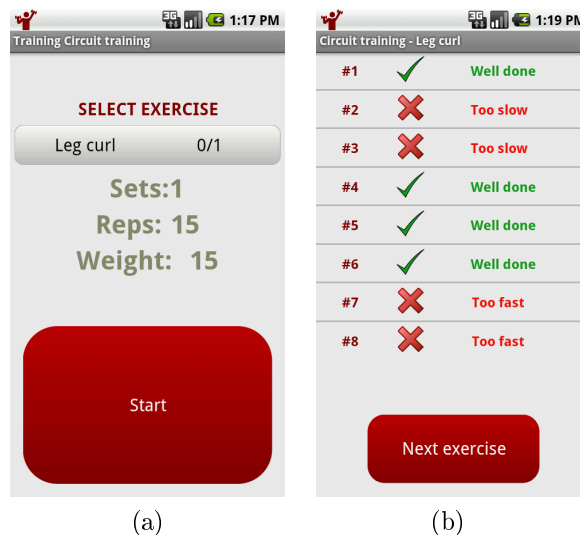 3G 1:17 PM
Training Circuit training
SELECT EXERCISE
Leg curl 0/1
Sets:1
Reps: 15
Weight: 15
Start
(a)
3G 1:19 PM
Circuit training - Leg curl
#1 Well done
#2 Too slow
#3 Too slow
#4 Well done
#5 Well done
#6 Well done
#7 Too fast
#8 Too fast
Next exercise
(b)